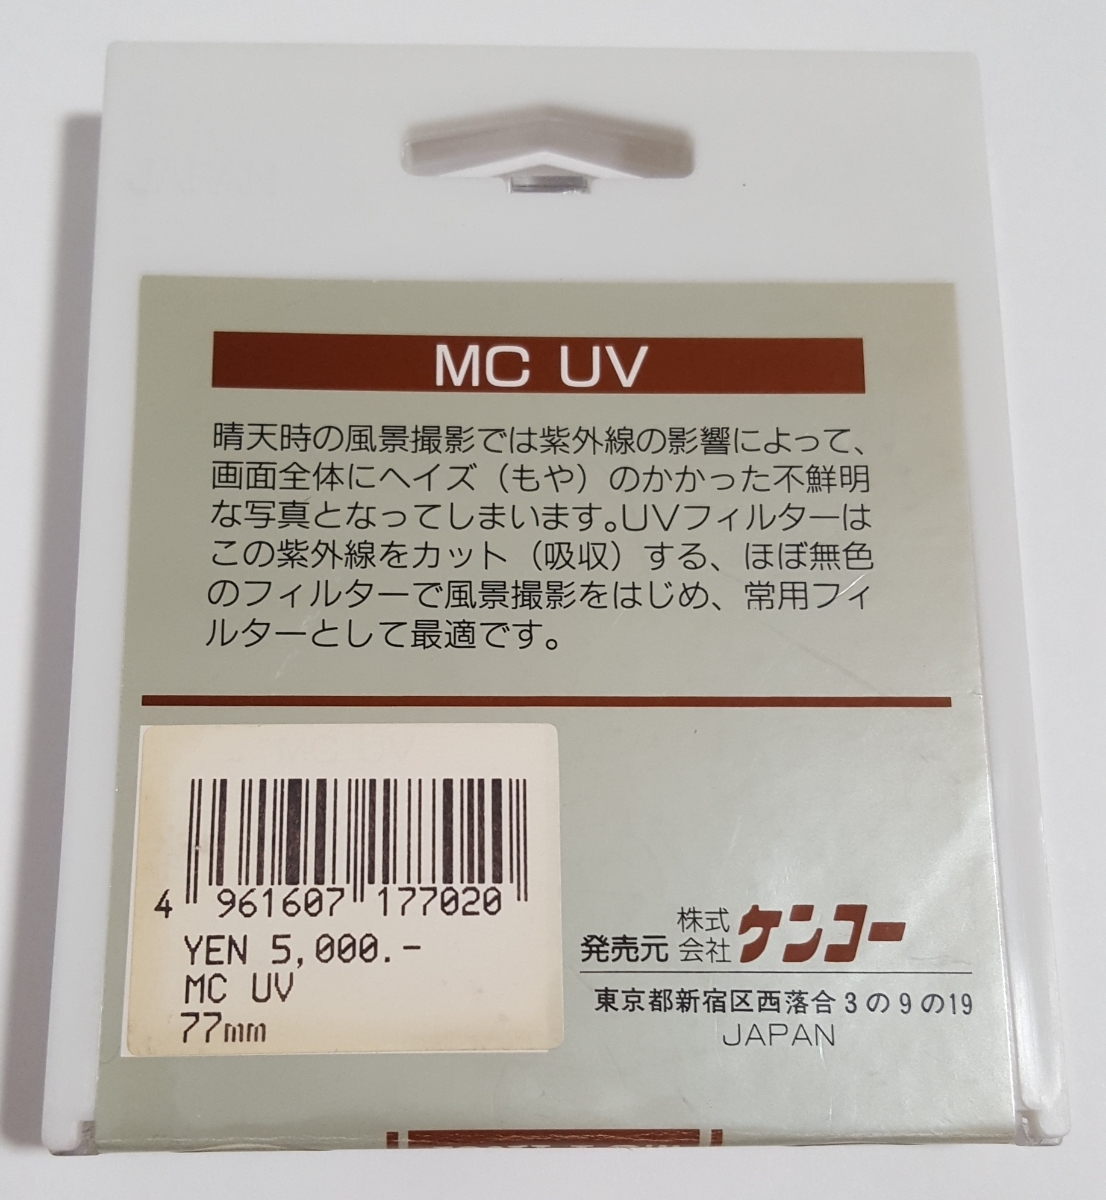 MC UV
晴天時の風景撮影では紫外線の影響によって、
画面全体にヘイズ（もや）のかかった不鮮明
な写真となってしまいます。UVフィルターは
この紫外線をカット（吸収）する、ほぼ無色
のフィルターで風景撮影をはじめ、常用フィ
ルターとして最適です。
4 961607 177020
YEN 5,000.-
MC UV
77mm
発売元 株式会社 ケンコー
東京都新宿区西落合3の9の19
JAPAN